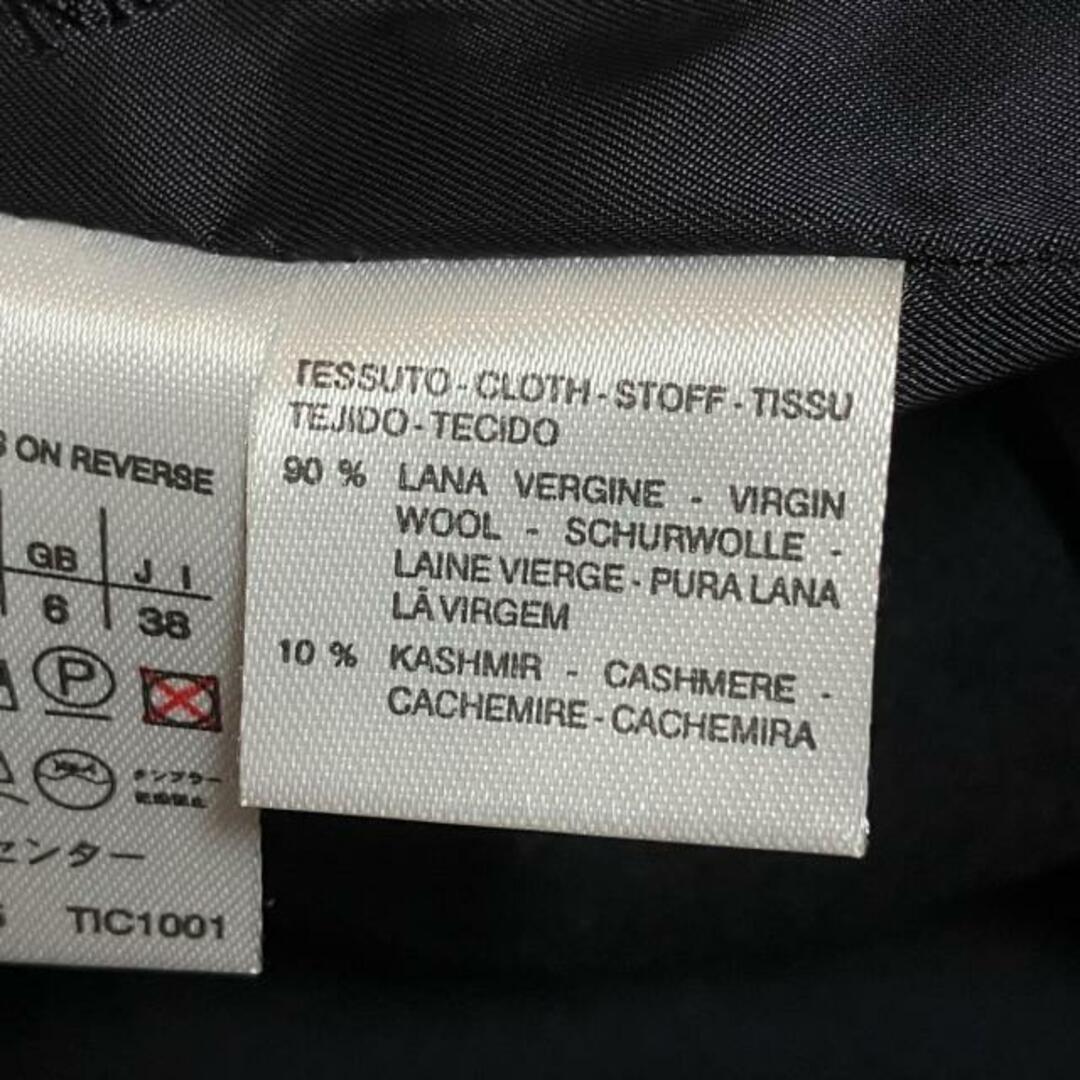 TESSUTO - CLOTH - STOFF - TISSU
TEJIDO - TECIDO
90 % LANA VERGINE - VIRGIN
WOOL - SCHURWOLLE -
LAINE VIERGE - PURA LANA
LÃ VIRGEM
10 % KASHMIR - CASHMERE -
CACHEMIRE - CACHEMIRA
ON REVERSE
GB J I
6 38
P
タンブラー
乾燥禁止
センター
TIC1001